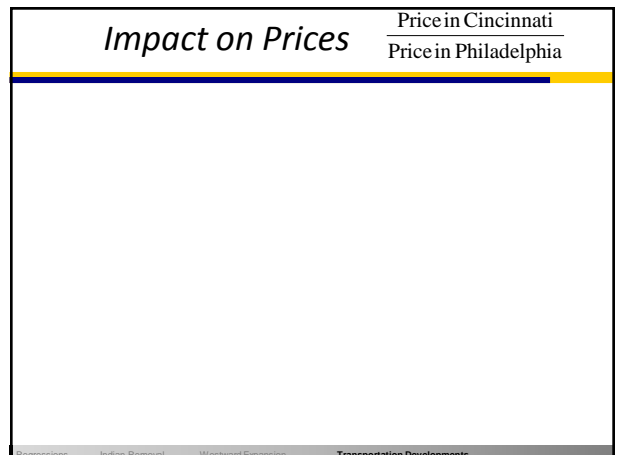 Impact on Prices
Price in Cincinnati
Price in Philadelphia
Regressions Indian Removal Westward Expansion Transportation Developments